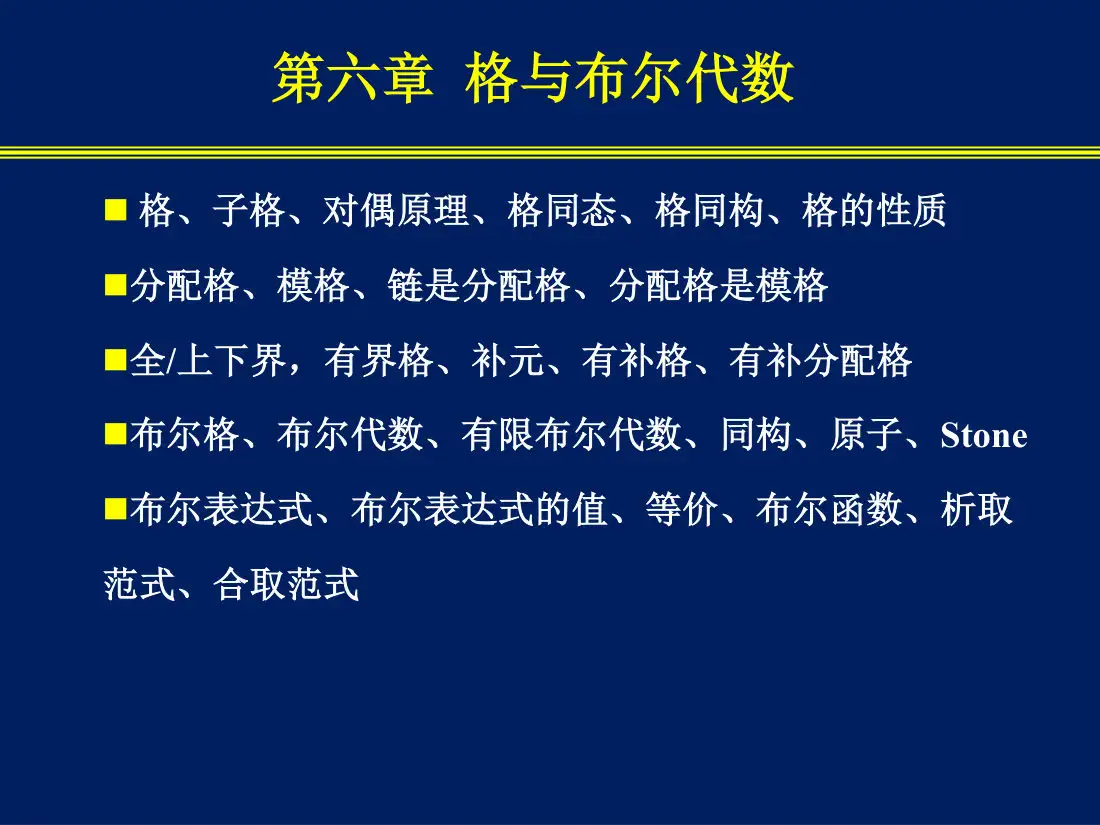 第六章 格与布尔代数
■ 格、子格、对偶原理、格同态、格同构、格的性质
■分配格、模格、链是分配格、分配格是模格
■全/上下界，有界格、补元、有补格、有补分配格
■布尔格、布尔代数、有限布尔代数、同构、原子、Stone
■布尔表达式、布尔表达式的值、等价、布尔函数、析取
范式、合取范式